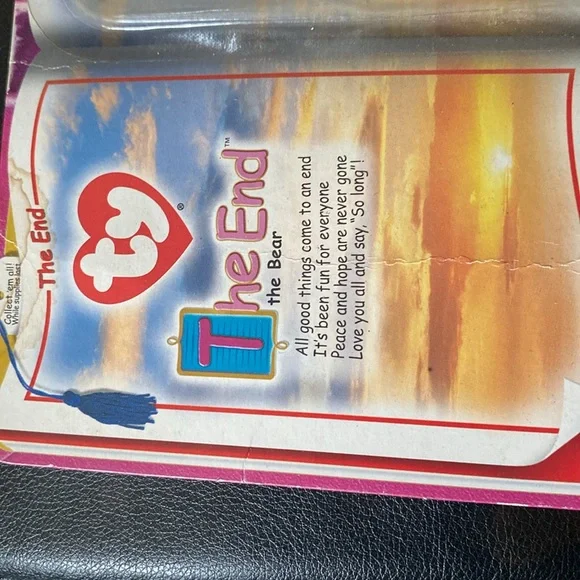 Collect 'em all!
While supplies last
The End
ty®
The End™
the Bear
All good things come to an end
It's been fun for everyone
Peace and hope are never gone
Love you all and say, "So long"!